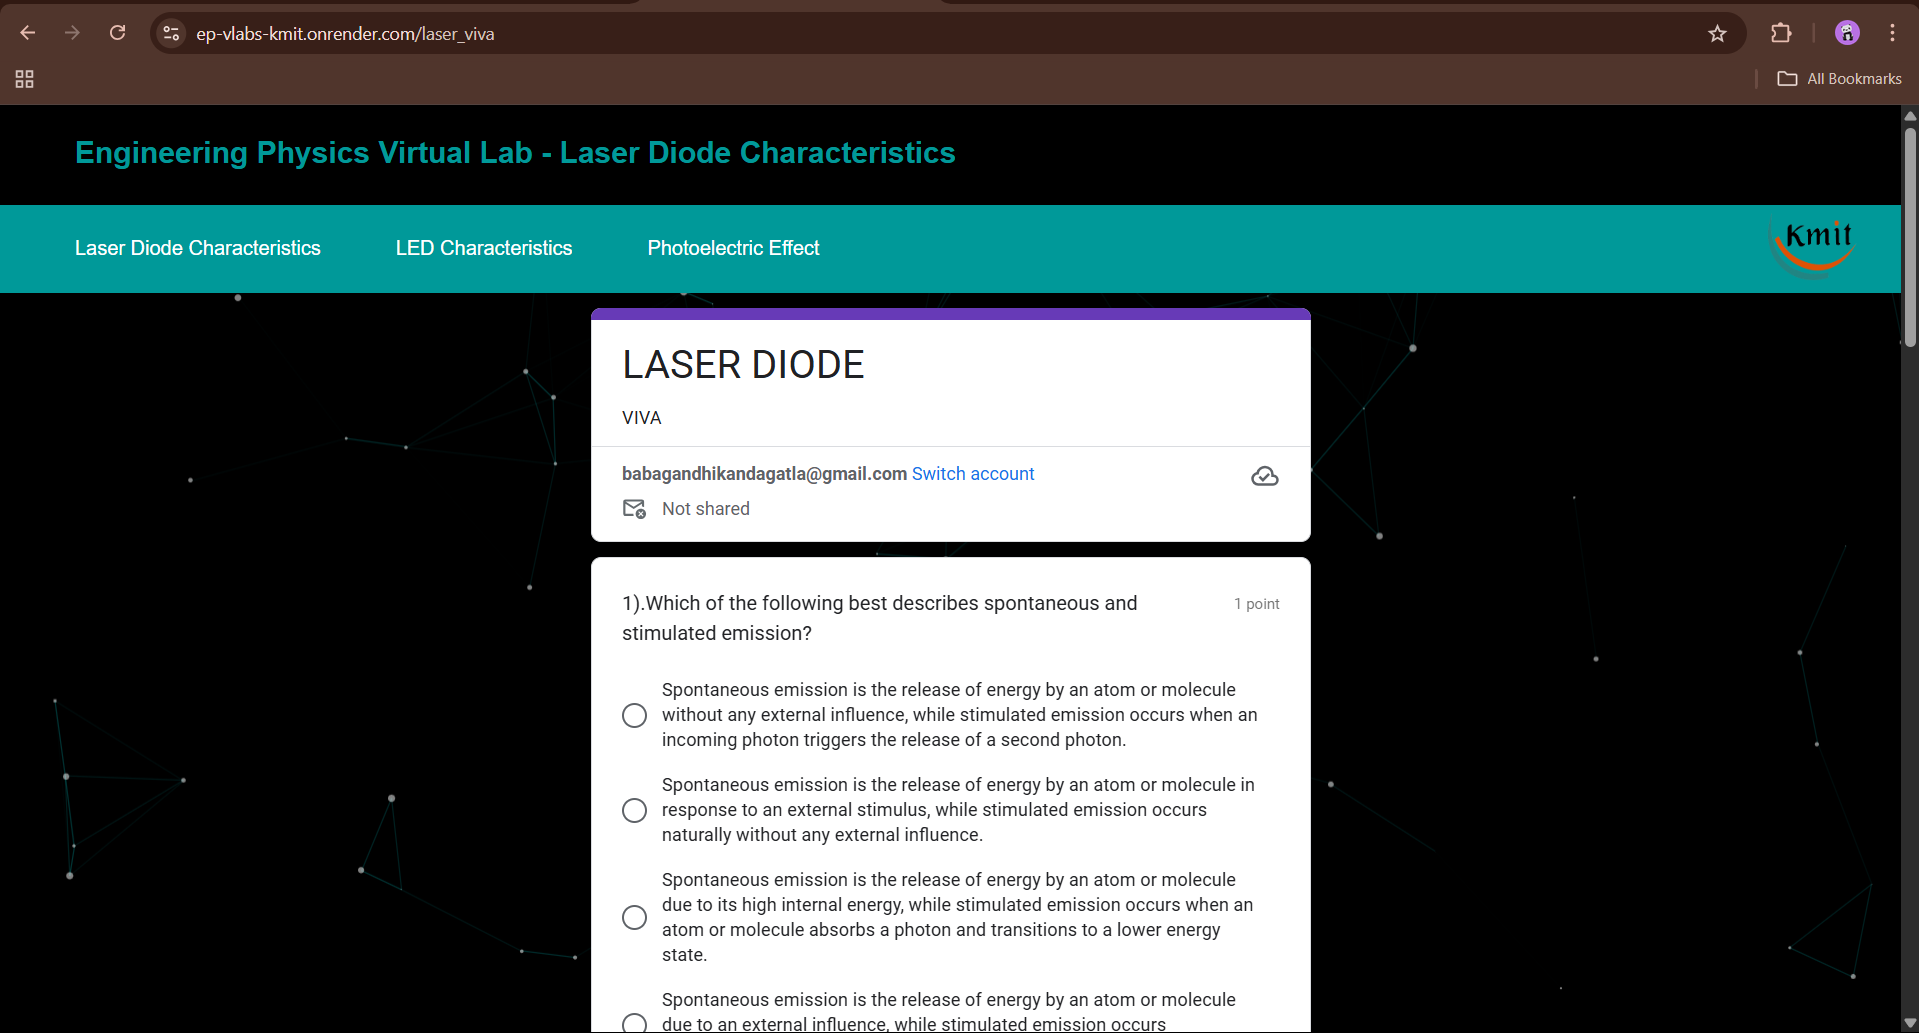 ep-vlabs-kmit.onrender.com/laser_viva
All Bookmarks
Engineering Physics Virtual Lab - Laser Diode Characteristics
Laser Diode Characteristics
LED Characteristics
Photoelectric Effect
Kmit
LASER DIODE
VIVA
babagandhikandagatla@gmail.com Switch account
Not shared
1).Which of the following best describes spontaneous and
stimulated emission?
1 point
Spontaneous emission is the release of energy by an atom or molecule
without any external influence, while stimulated emission occurs when an
incoming photon triggers the release of a second photon.
Spontaneous emission is the release of energy by an atom or molecule in
response to an external stimulus, while stimulated emission occurs
naturally without any external influence.
Spontaneous emission is the release of energy by an atom or molecule
due to its high internal energy, while stimulated emission occurs when an
atom or molecule absorbs a photon and transitions to a lower energy
state.
Spontaneous emission is the release of energy by an atom or molecule
due to an external influence, while stimulated emission occurs